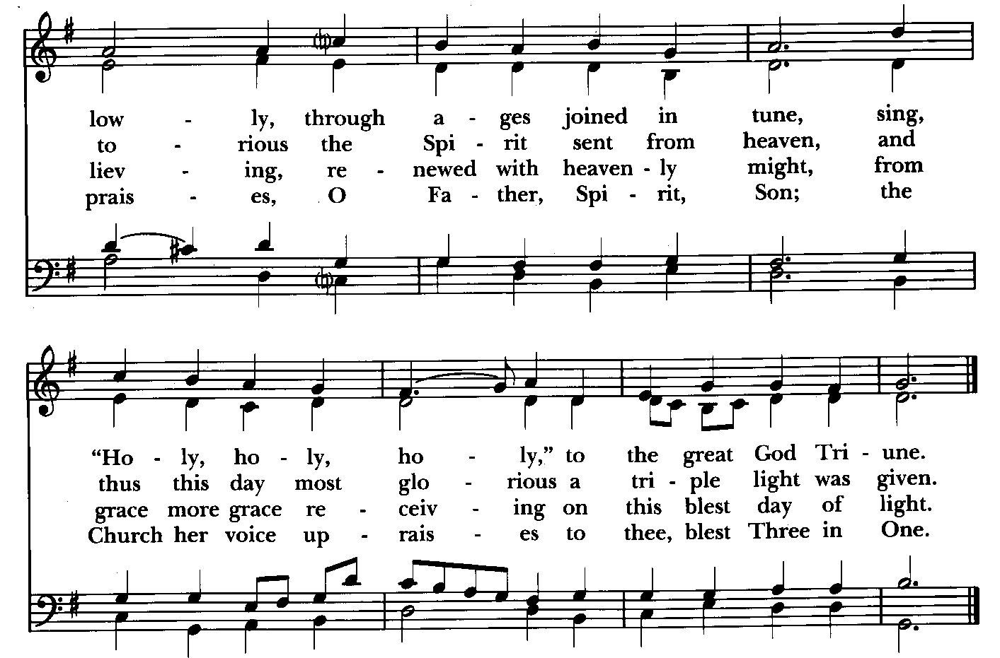 low - ly, through a - ges joined in tune, sing,
to - rious the Spi - rit sent from heaven, and
liev - ing, re - newed with heaven - ly might, from
prais - es, O Fa - ther, Spi - rit, Son; the
“Ho - ly, ho - ly, ho - ly,” to the great God Tri - une.
thus this day most glo - rious a tri - ple light was given.
grace more grace re - ceiv - ing on this blest day of light.
Church her voice up - rais - es to thee, blest Three in One.